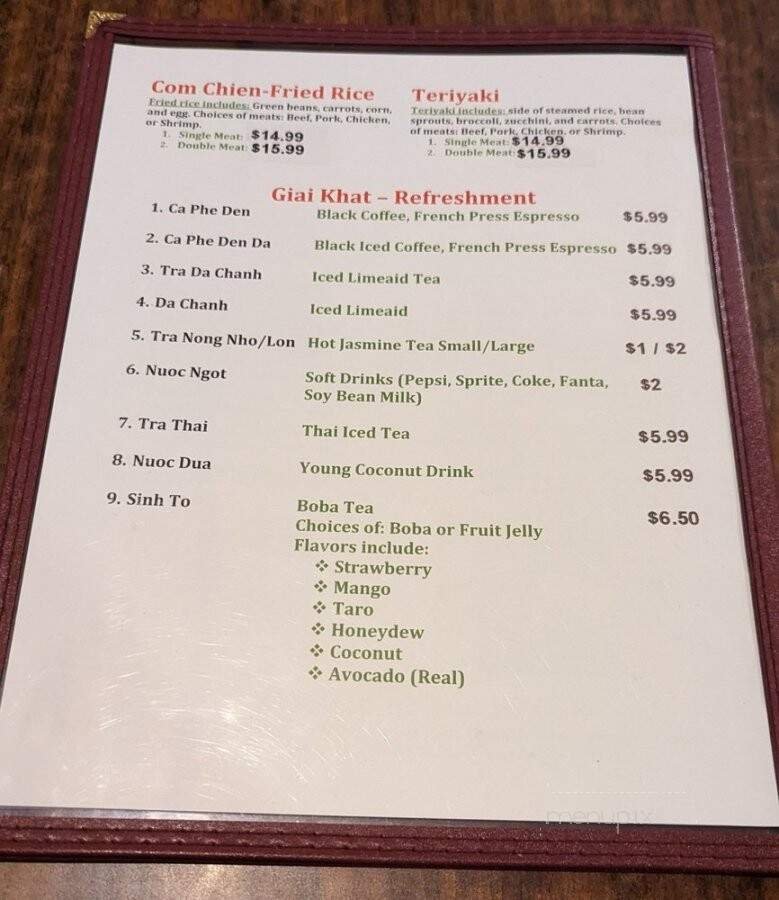 Com Chien-Fried Rice
Fried rice includes: Green beans, carrots, corn,
and egg. Choices of meats: Beef, Pork, Chicken,
or Shrimp.
1. Single Meat: $14.99
2. Double Meat: $15.99
Teriyaki
Teriyaki includes: side of steamed rice, bean
sprouts, broccoli, zucchini, and carrots. Choices
of meats: Beef, Pork, Chicken, or Shrimp.
1. Single Meat: $14.99
2. Double Meat: $15.99
Giai Khat – Refreshment
1. Ca Phe Den Black Coffee, French Press Espresso $5.99
2. Ca Phe Den Da Black Iced Coffee, French Press Espresso $5.99
3. Tra Da Chanh Iced Limeaid Tea $5.99
4. Da Chanh Iced Limeaid $5.99
5. Tra Nong Nho/Lon Hot Jasmine Tea Small/Large $1 / $2
6. Nuoc Ngot Soft Drinks (Pepsi, Sprite, Coke, Fanta, $2
Soy Bean Milk)
7. Tra Thai Thai Iced Tea $5.99
8. Nuoc Dua Young Coconut Drink $5.99
9. Sinh To Boba Tea $6.50
Choices of: Boba or Fruit Jelly
Flavors include:
❖ Strawberry
❖ Mango
❖ Taro
❖ Honeydew
❖ Coconut
❖ Avocado (Real)
menupix